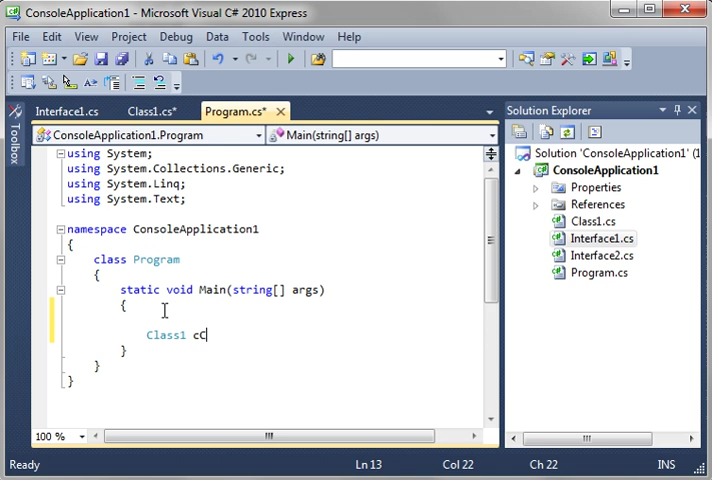 ConsoleApplication1 - Microsoft Visual C# 2010 Express
File Edit View Project Debug Data Tools Window Help
Interface1.cs Class1.cs* Program.cs* Solution Explorer
Toolbox
ConsoleApplication1.Program Main(string[] args)
using System;
using System.Collections.Generic;
using System.Linq;
using System.Text;
namespace ConsoleApplication1
{
class Program
{
static void Main(string[] args)
{
Class1 cC
}
}
}
Solution 'ConsoleApplication1' (1
ConsoleApplication1
Properties
References
Class1.cs
Interface1.cs
Interface2.cs
Program.cs
100 %
Ready Ln 13 Col 22 Ch 22 INS